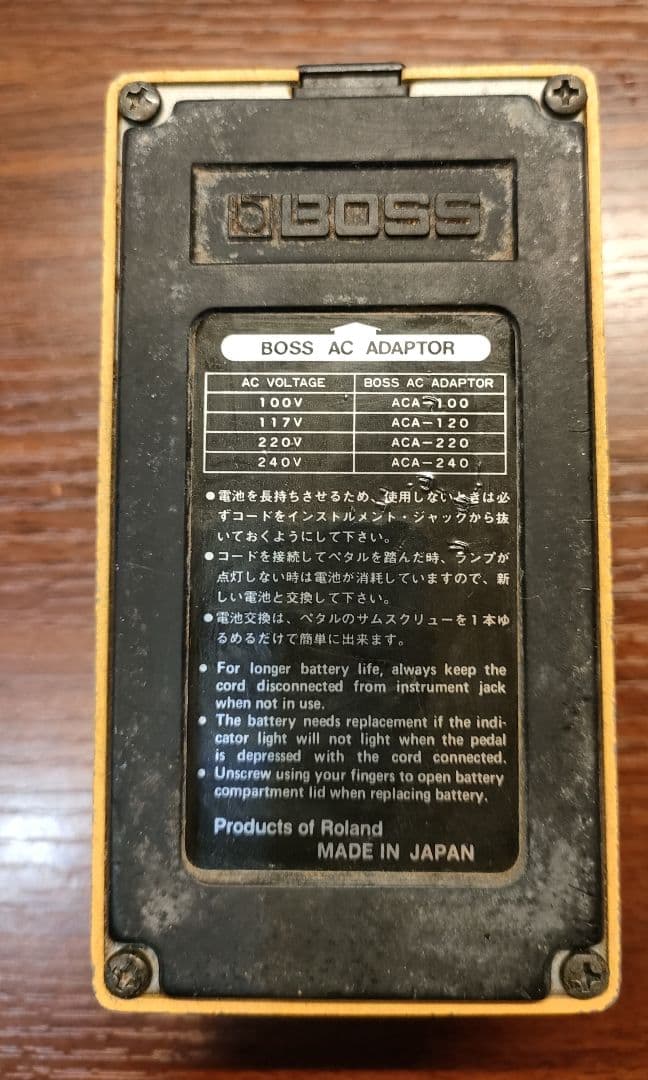 BOSS
BOSS AC ADAPTOR
AC VOLTAGE BOSS AC ADAPTOR
100V ACA-100
117V ACA-120
220V ACA-220
240V ACA-240
●電池を長持ちさせるため、使用しないときは必
ずコードをインストルメント・ジャックから抜
いておくようにして下さい。
●コードを接続してペタルを踏んだ時、ランプが
点灯しない時は電池が消耗していますので、新
しい電池と交換して下さい。
●電池交換は、ペタルのサムスクリューを1本ゆ
るめるだけで簡単に出来ます。
● For longer battery life, always keep the
cord disconnected from instrument jack
when not in use.
● The battery needs replacement if the indi-
cator light will not light when the pedal
is depressed with the cord connected.
● Unscrew using your fingers to open battery
compartment lid when replacing battery.
Products of Roland
MADE IN JAPAN